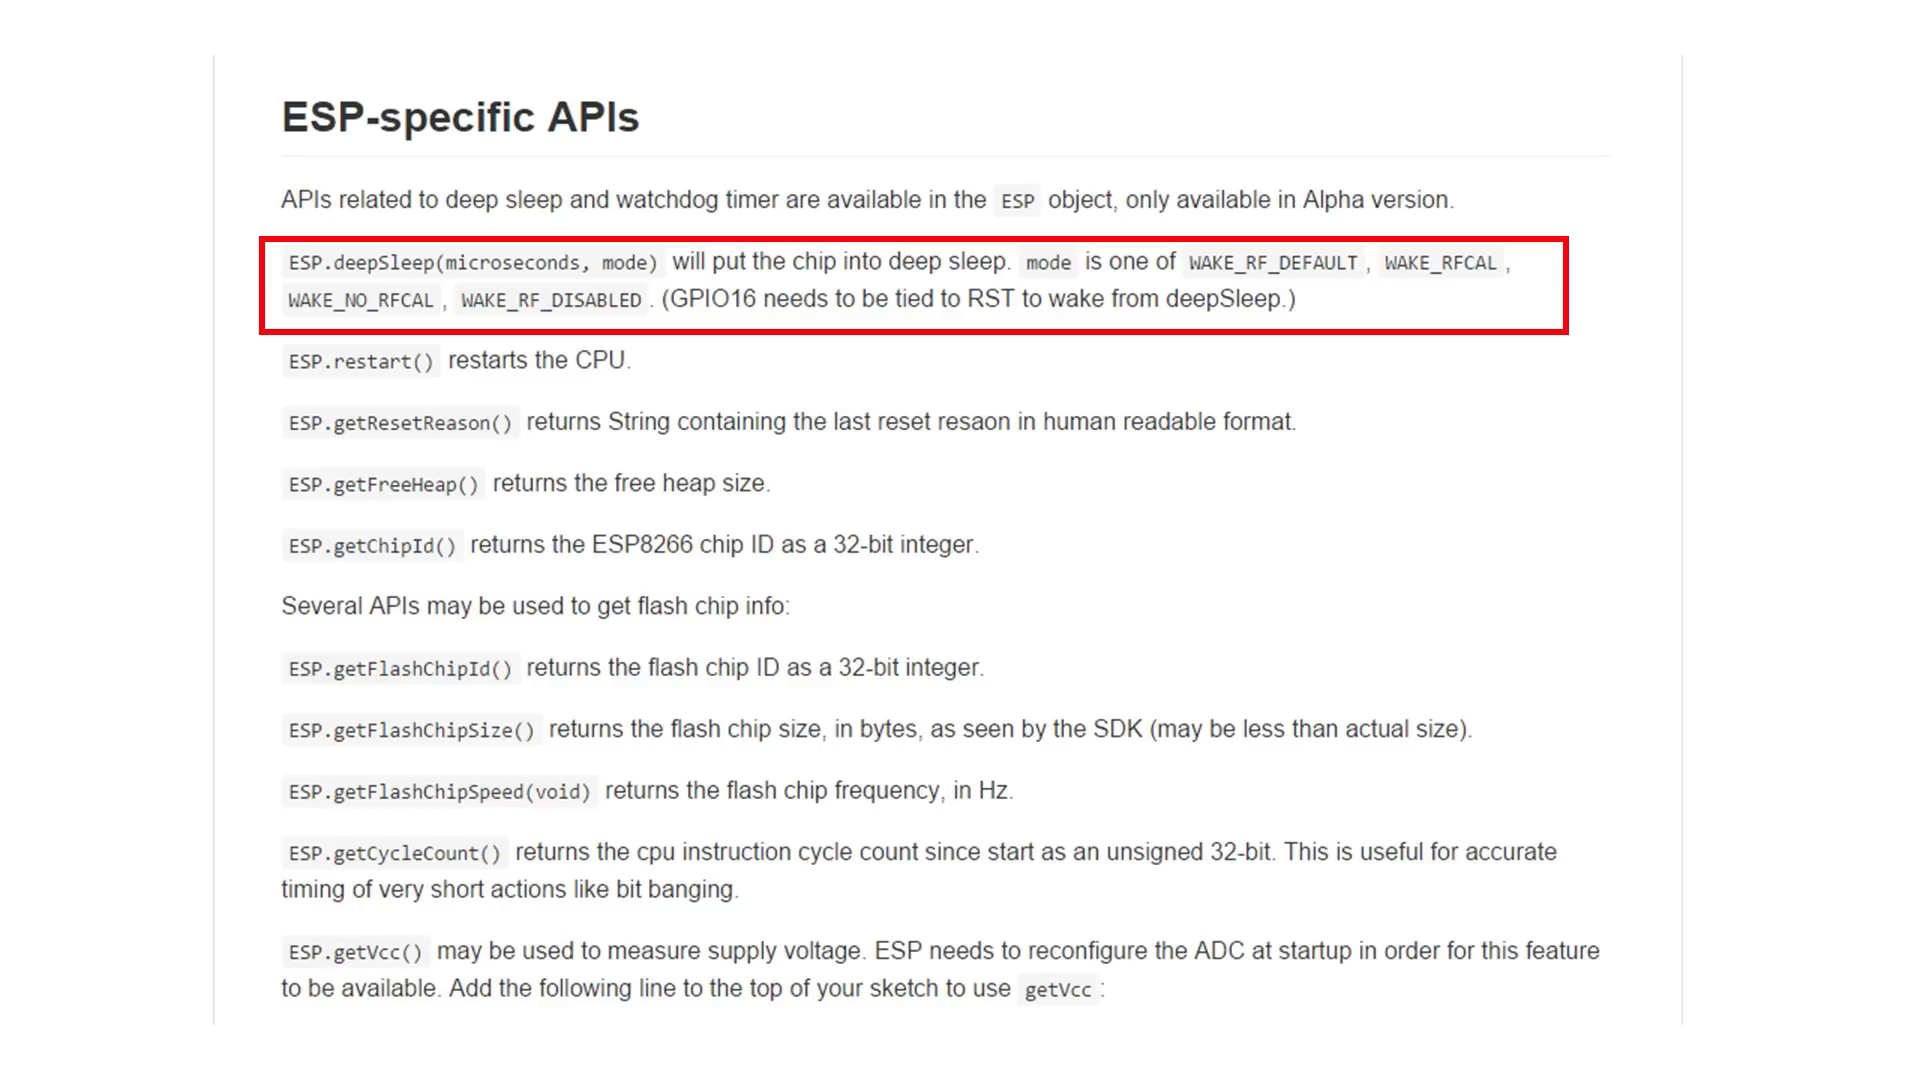 ESP-specific APIs
APIs related to deep sleep and watchdog timer are available in the ESP object, only available in Alpha version.
ESP.deepSleep(microseconds, mode) will put the chip into deep sleep. mode is one of WAKE_RF_DEFAULT, WAKE_RFCAL,
WAKE_NO_RFCAL, WAKE_RF_DISABLED. (GPIO16 needs to be tied to RST to wake from deepSleep.)
ESP.restart() restarts the CPU.
ESP.getResetReason() returns String containing the last reset resaon in human readable format.
ESP.getFreeHeap() returns the free heap size.
ESP.getChipId() returns the ESP8266 chip ID as a 32-bit integer.
Several APIs may be used to get flash chip info:
ESP.getFlashChipId() returns the flash chip ID as a 32-bit integer.
ESP.getFlashChipSize() returns the flash chip size, in bytes, as seen by the SDK (may be less than actual size).
ESP.getFlashChipSpeed(void) returns the flash chip frequency, in Hz.
ESP.getCycleCount() returns the cpu instruction cycle count since start as an unsigned 32-bit. This is useful for accurate
timing of very short actions like bit banging.
ESP.getVcc() may be used to measure supply voltage. ESP needs to reconfigure the ADC at startup in order for this feature
to be available. Add the following line to the top of your sketch to use getVcc: